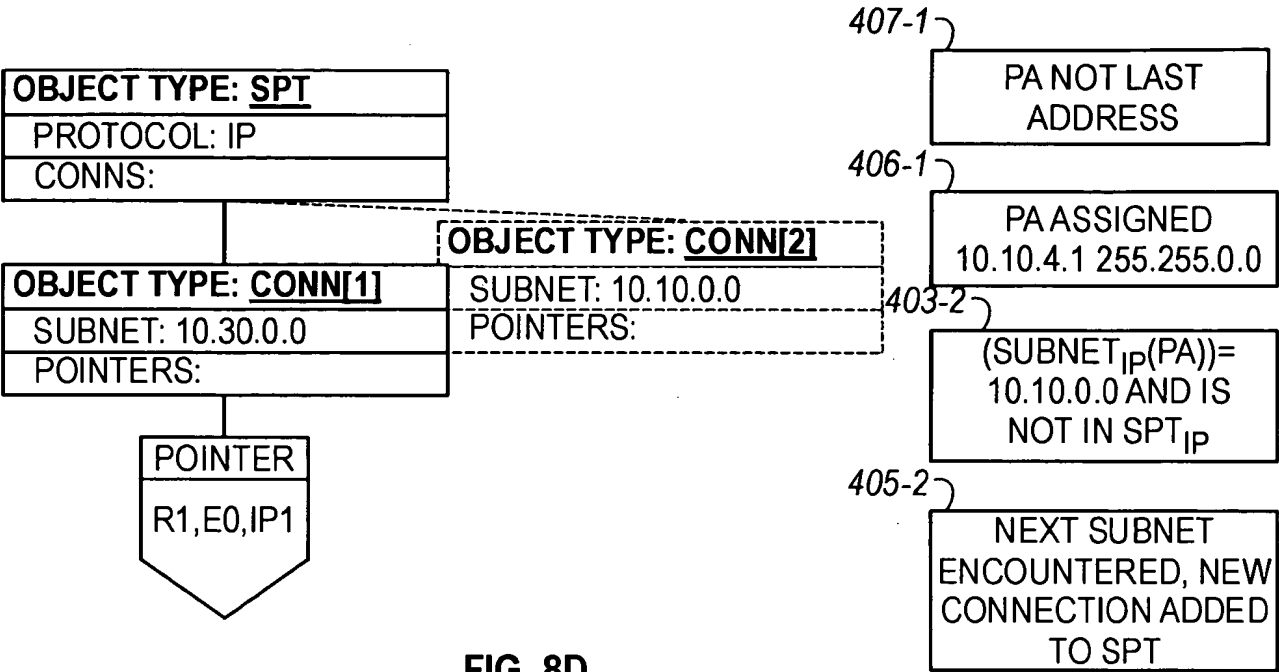 OBJECT TYPE: SPT
PROTOCOL: IP
CONNS:
OBJECT TYPE: CONN[2]
SUBNET: 10.10.0.0
POINTERS:
OBJECT TYPE: CONN[1]
SUBNET: 10.30.0.0
POINTERS:
POINTER
R1,E0,IP1
407-1
PA NOT LAST
ADDRESS
406-1
PA ASSIGNED
10.10.4.1 255.255.0.0
403-2
(SUBNETIP(PA))=
10.10.0.0 AND IS
NOT IN SPTIP
405-2
NEXT SUBNET
ENCOUNTERED, NEW
CONNECTION ADDED
TO SPT
FIG. 8D